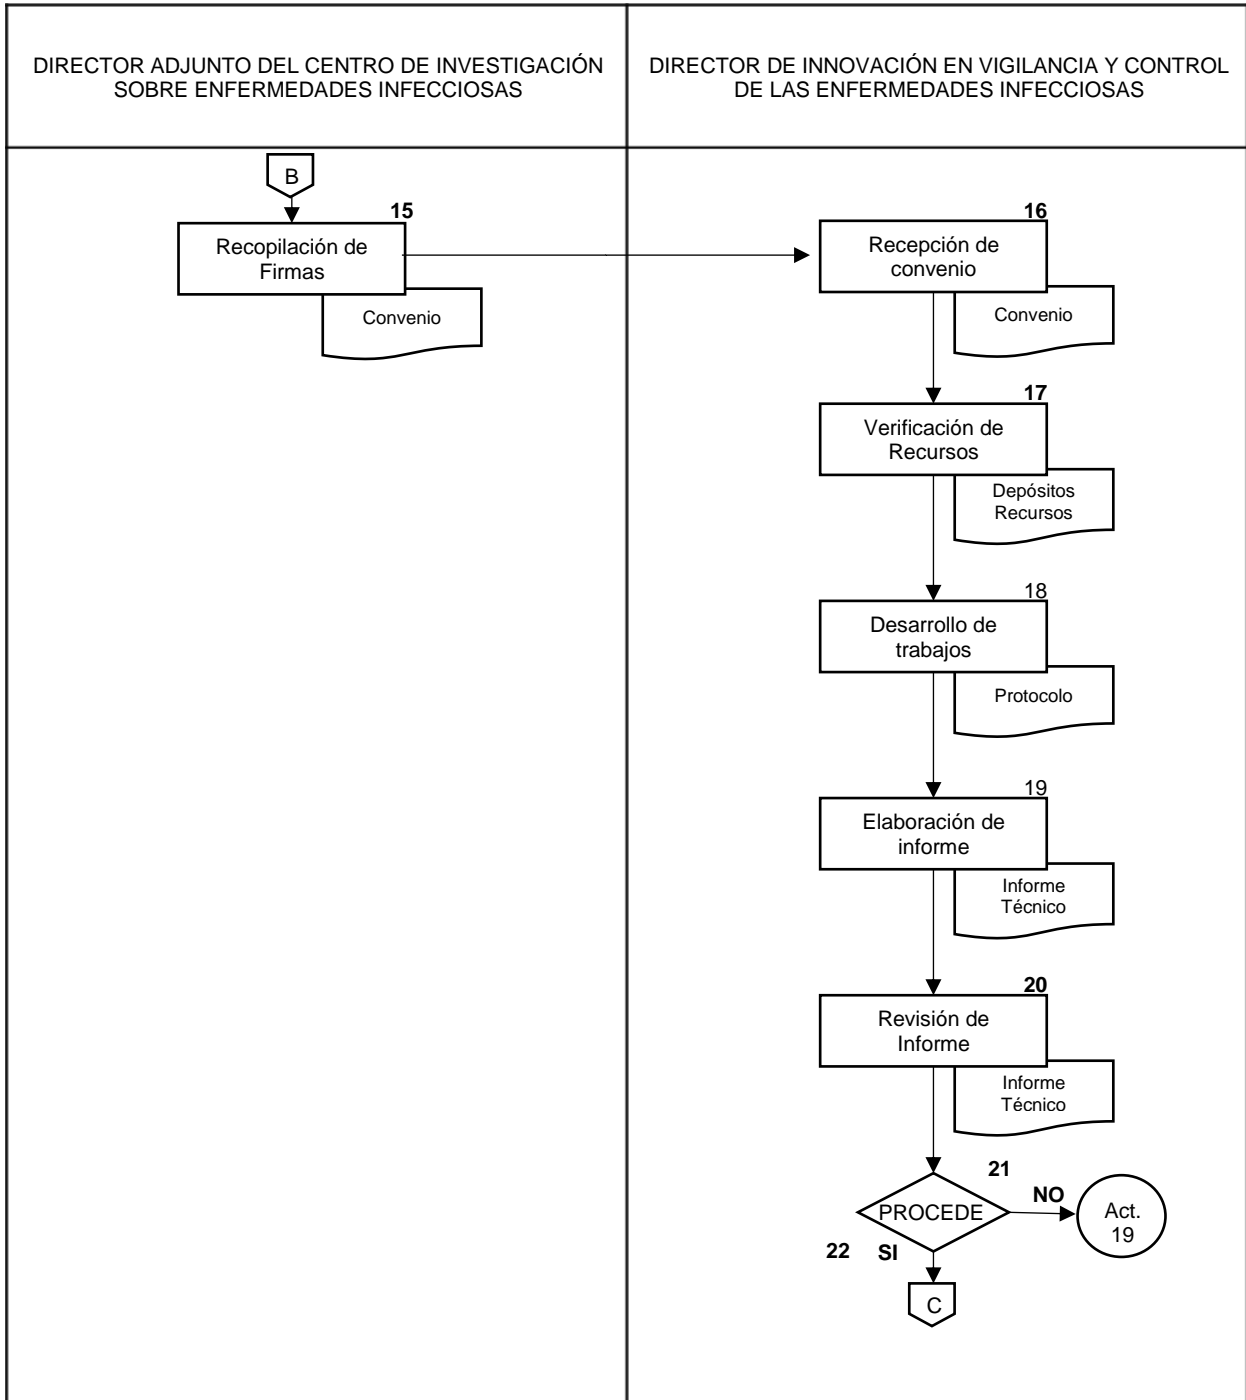 DIRECTOR ADJUNTO DEL CENTRO DE INVESTIGACIÓN
SOBRE ENFERMEDADES INFECCIOSAS
DIRECTOR DE INNOVACIÓN EN VIGILANCIA Y CONTROL
DE LAS ENFERMEDADES INFECCIOSAS
B
15
Recopilación de
Firmas
Convenio
16
Recepción de
convenio
Convenio
17
Verificación de
Recursos
Depósitos
Recursos
18
Desarrollo de
trabajos
Protocolo
19
Elaboración de
informe
Informe
Técnico
20
Revisión de
Informe
Informe
Técnico
21
PROCEDE
NO
Act.
19
22 SI
C